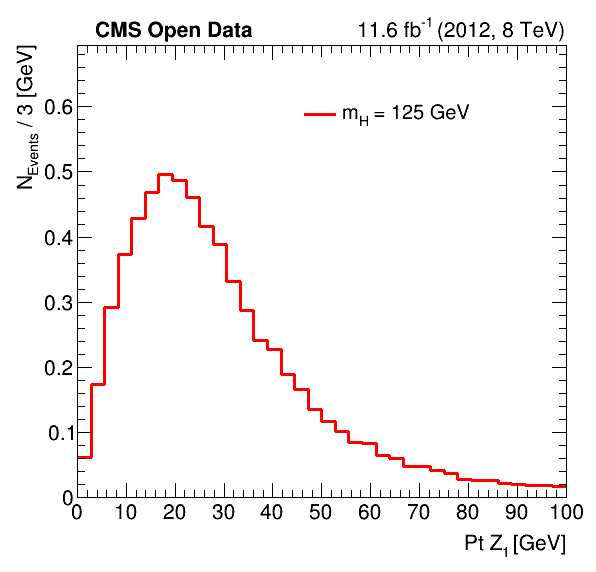 CMS Open Data
11.6 fb⁻¹ (2012, 8 TeV)
N_Events / 3 [GeV]
m_H = 125 GeV
0.6
0.5
0.4
0.3
0.2
0.1
0
0 10 20 30 40 50 60 70 80 90 100
Pt Z₁ [GeV]